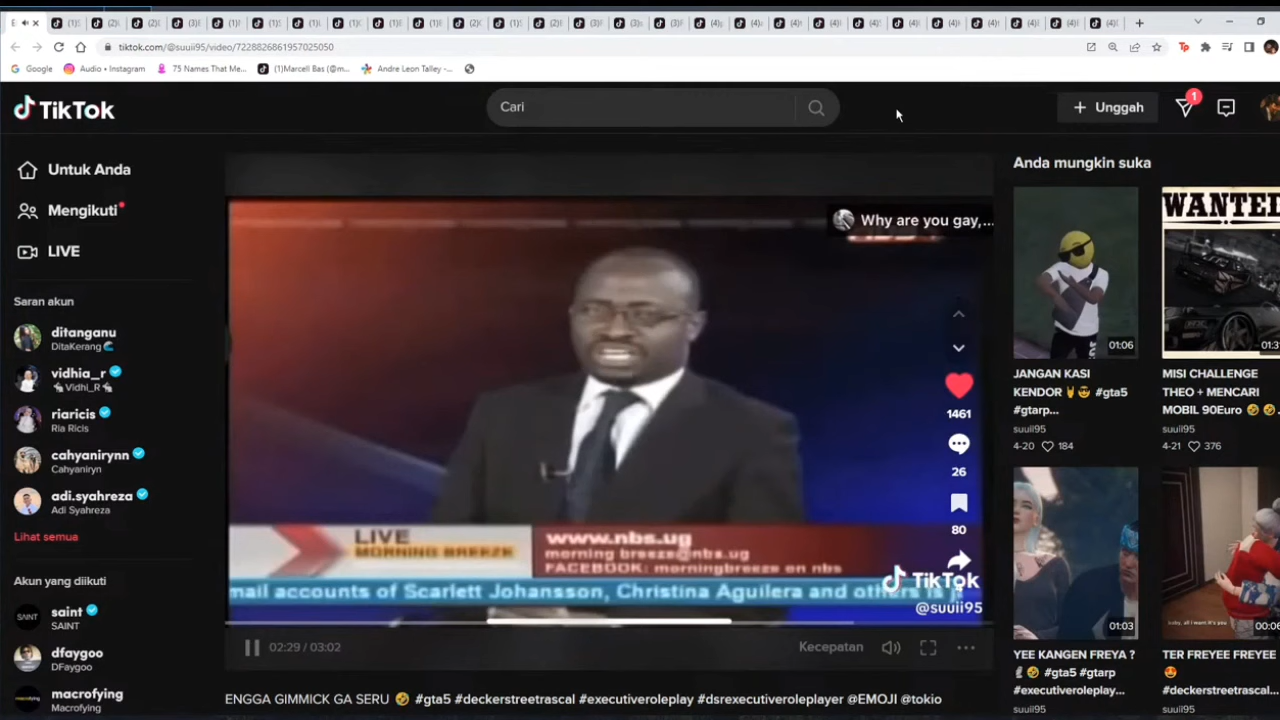 tiktok.com/@suuii95/video/7228826861957025050
Google
Audio • Instagram
75 Names That Me...
(1)Marcell Bas (@m...
Andre Leon Talley -...
TikTok
Cari
Unggah
1
Untuk Anda
Mengikuti
LIVE
Saran akun
ditanganu
DitaKerang
vidhia_r
Vidhi_R
riaricis
Ria Ricis
cahyanirynn
Cahyaniryn
adi.syahreza
Adi Syahreza
Lihat semua
Akun yang diikuti
saint
SAINT
dfaygoo
DFaygoo
macrofying
Macrofying
Why are you gay,...
LIVE
MORNING BREEZE
www.nbs.ug
morning breeze@nbs.ug
FACEBOOK: morningbreeze on nbs
mail accounts of Scarlett Johansson, Christina Aguilera and others is
1461
26
80
TikTok
@suuii95
02:29 / 03:02
Kecepatan
ENGGA GIMMICK GA SERU 🤣 #gta5 #deckerstreetrascal #executiveroleplay #dsrexecutiveroleplayer @EMOJI @tokio
Anda mungkin suka
01:06
JANGAN KASI
KENDOR 🤘😎 #gta5
#gtarp...
suuii95
4-20 184
WANTED
01:3
MISI CHALLENGE
THEO + MENCARI
MOBIL 90Euro 🤣🤣
suuii95
4-21 376
01:03
YEE KANGEN FREYA ?
🤣 #gta5 #gtarp
#executiveroleplay...
suuii95
00:06
TER FREYEE FREYEE
🤩
#deckerstreetrascal...
suuii95